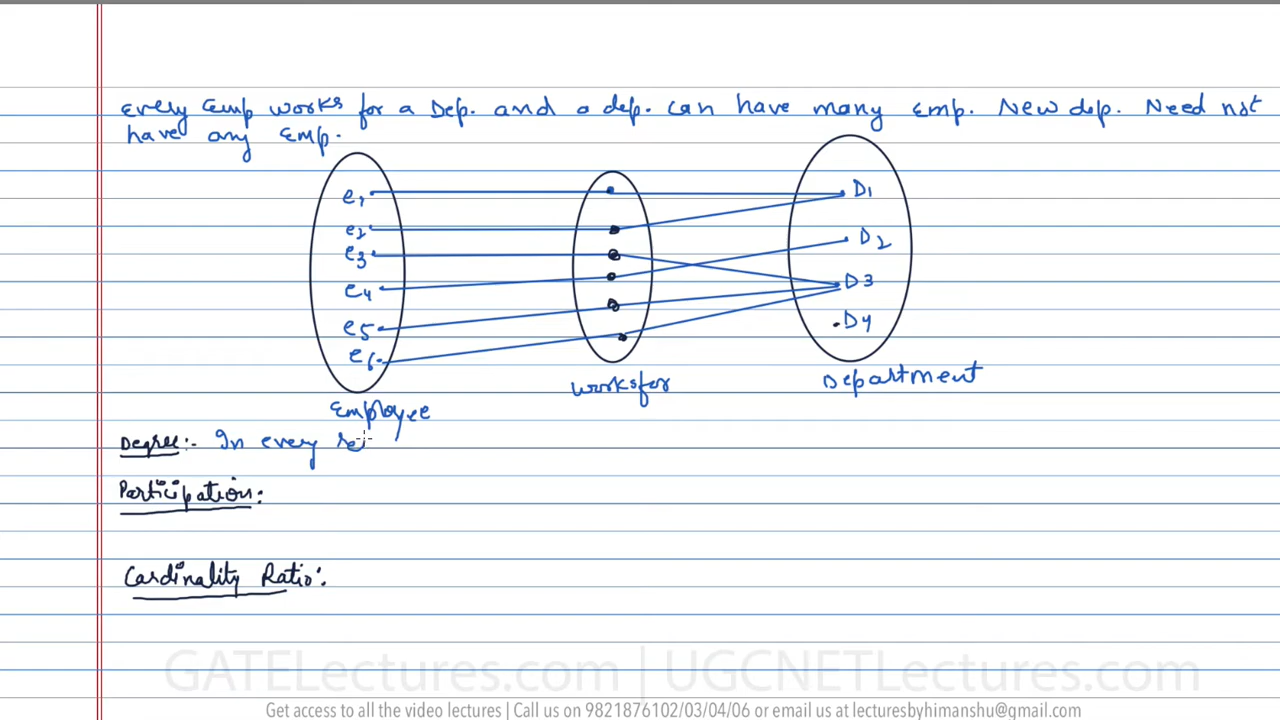 Every Emp works for a Dep. and a dep. can have many Emp. New dep. Need not
have any Emp.
e1 D1
e2 D2
e3
e4 D3
e5 D4
e6
Worksfor Department
Employee
Degree:- In every re
Participation:
Cardinality Ratio:
GATELectures.com | UGCNETLectures.com
Get access to all the video lectures | Call us on 9821876102/03/04/06 or email us at lecturesbyhimanshu@gmail.com